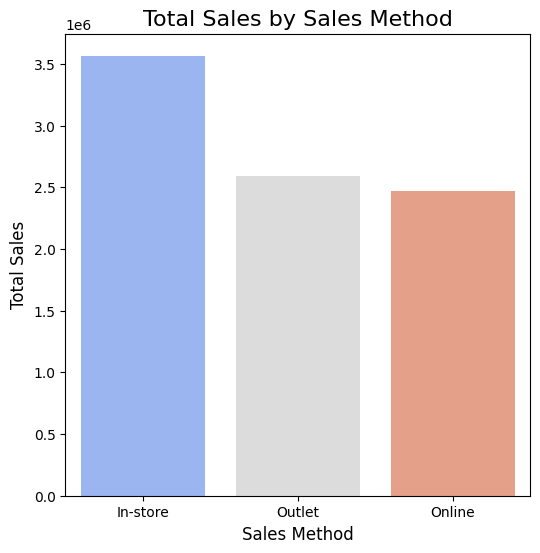 Total Sales by Sales Method
1e6
3.5
3.0
2.5
2.0
1.5
1.0
0.5
0.0
Total Sales
In-store Outlet Online
Sales Method